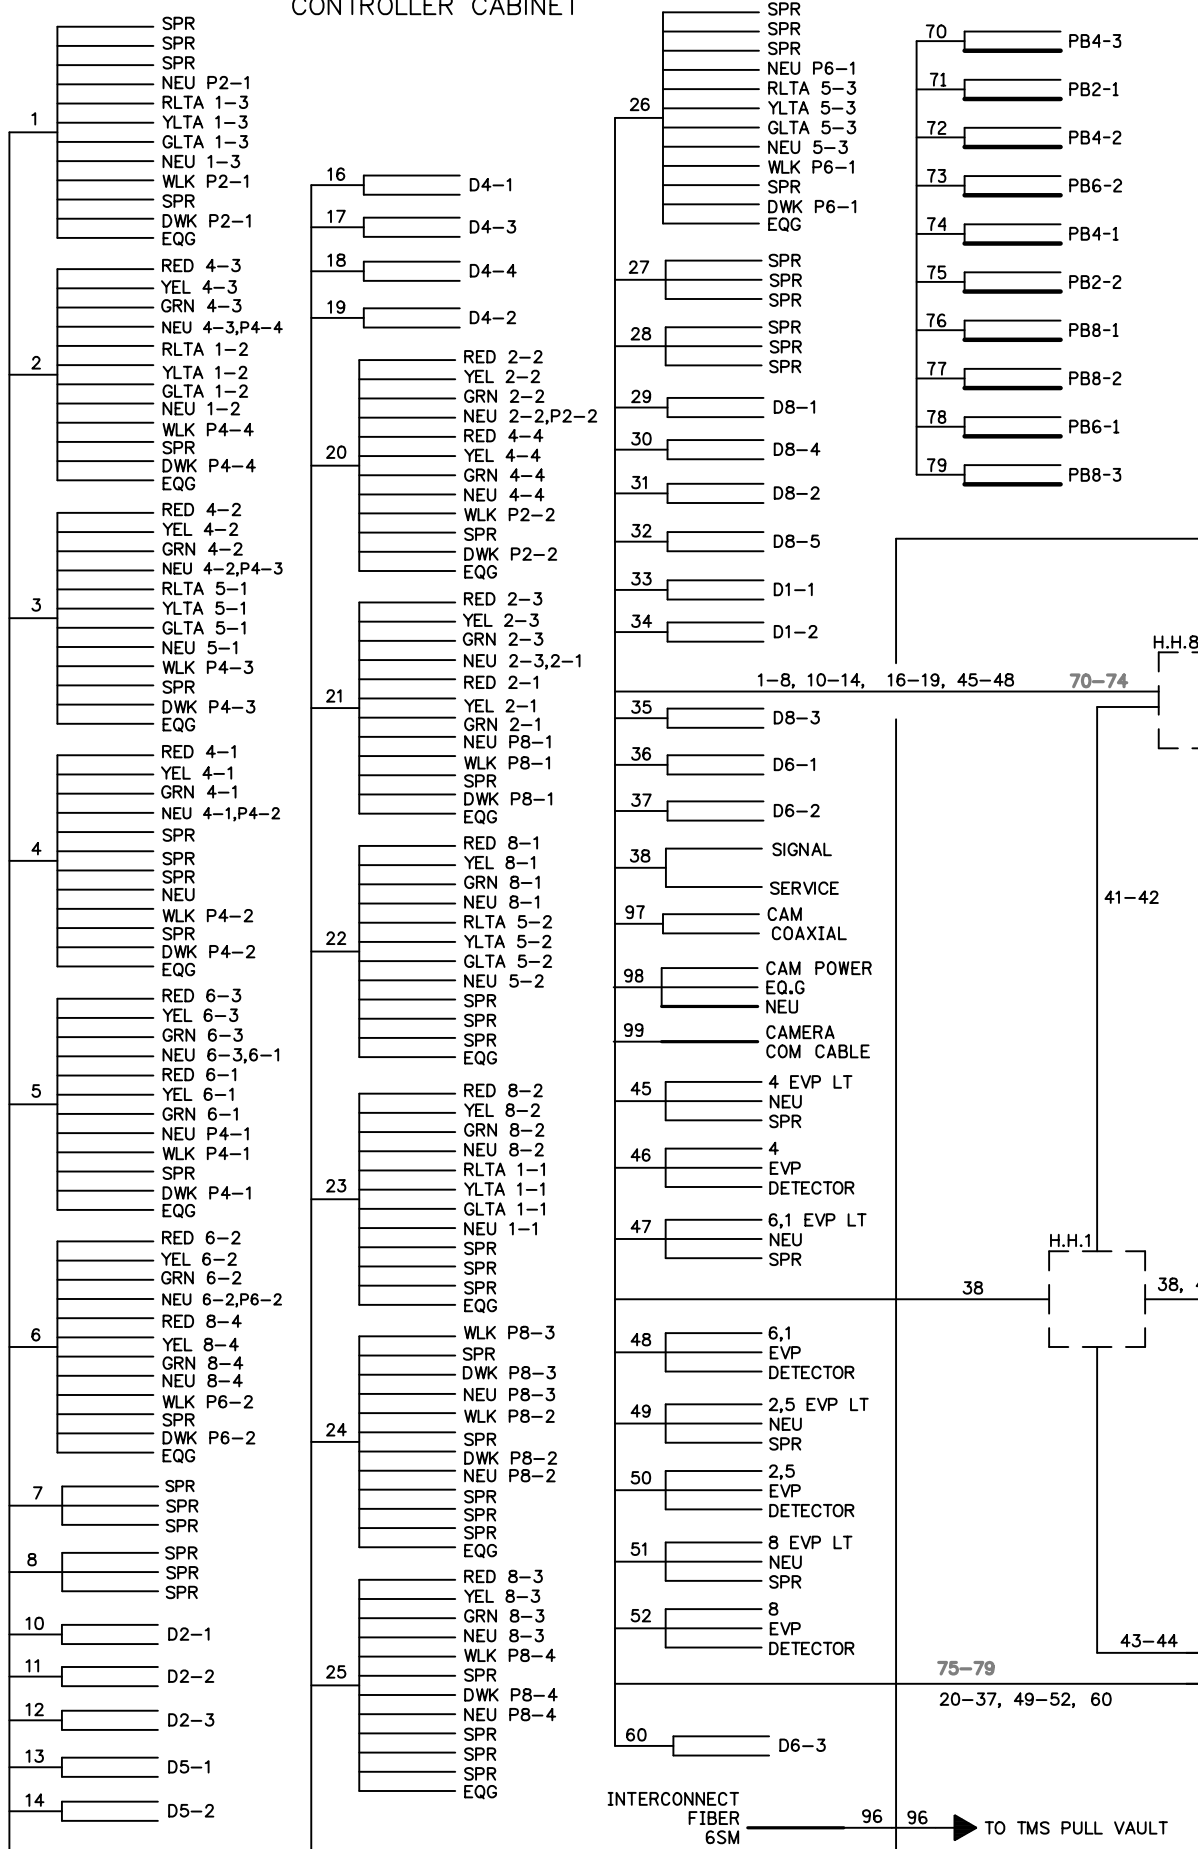 CONTROLLER CABINET
1
SPR
SPR
SPR
NEU P2-1
RLTA 1-3
YLTA 1-3
GLTA 1-3
NEU 1-3
WLK P2-1
SPR
DWK P2-1
EQG
2
RED 4-3
YEL 4-3
GRN 4-3
NEU 4-3,P4-4
RLTA 1-2
YLTA 1-2
GLTA 1-2
NEU 1-2
WLK P4-4
SPR
DWK P4-4
EQG
3
RED 4-2
YEL 4-2
GRN 4-2
NEU 4-2,P4-3
RLTA 5-1
YLTA 5-1
GLTA 5-1
NEU 5-1
WLK P4-3
SPR
DWK P4-3
EQG
4
RED 4-1
YEL 4-1
GRN 4-1
NEU 4-1,P4-2
SPR
SPR
SPR
NEU
WLK P4-2
SPR
DWK P4-2
EQG
5
RED 6-3
YEL 6-3
GRN 6-3
NEU 6-3,6-1
RED 6-1
YEL 6-1
GRN 6-1
NEU P4-1
WLK P4-1
SPR
DWK P4-1
EQG
6
RED 6-2
YEL 6-2
GRN 6-2
NEU 6-2,P6-2
RED 8-4
YEL 8-4
GRN 8-4
NEU 8-4
WLK P6-2
SPR
DWK P6-2
EQG
7
SPR
SPR
SPR
8
SPR
SPR
SPR
10 D2-1
11 D2-2
12 D2-3
13 D5-1
14 D5-2
16 D4-1
17 D4-3
18 D4-4
19 D4-2
20
RED 2-2
YEL 2-2
GRN 2-2
NEU 2-2,P2-2
RED 4-4
YEL 4-4
GRN 4-4
NEU 4-4
WLK P2-2
SPR
DWK P2-2
EQG
21
RED 2-3
YEL 2-3
GRN 2-3
NEU 2-3,2-1
RED 2-1
YEL 2-1
GRN 2-1
NEU P8-1
WLK P8-1
SPR
DWK P8-1
EQG
22
RED 8-1
YEL 8-1
GRN 8-1
NEU 8-1
RLTA 5-2
YLTA 5-2
GLTA 5-2
NEU 5-2
SPR
SPR
SPR
EQG
23
RED 8-2
YEL 8-2
GRN 8-2
NEU 8-2
RLTA 1-1
YLTA 1-1
GLTA 1-1
NEU 1-1
SPR
SPR
SPR
EQG
24
WLK P8-3
SPR
DWK P8-3
NEU P8-3
WLK P8-2
SPR
DWK P8-2
NEU P8-2
SPR
SPR
SPR
EQG
25
RED 8-3
YEL 8-3
GRN 8-3
NEU 8-3
WLK P8-4
SPR
DWK P8-4
NEU P8-4
SPR
SPR
SPR
EQG
26
SPR
SPR
SPR
NEU P6-1
RLTA 5-3
YLTA 5-3
GLTA 5-3
NEU 5-3
WLK P6-1
SPR
DWK P6-1
EQG
27
SPR
SPR
SPR
28
SPR
SPR
SPR
29 D8-1
30 D8-4
31 D8-2
32 D8-5
33 D1-1
34 D1-2
1-8, 10-14, 16-19, 45-48 70-74
35 D8-3
36 D6-1
37 D6-2
38
SIGNAL
SERVICE
97
CAM
COAXIAL
98
CAM POWER
EQ.G
NEU
99
CAMERA
COM CABLE
45
4 EVP LT
NEU
SPR
46
4
EVP
DETECTOR
47
6,1 EVP LT
NEU
SPR
38
48
6,1
EVP
DETECTOR
49
2,5 EVP LT
NEU
SPR
50
2,5
EVP
DETECTOR
51
8 EVP LT
NEU
SPR
52
8
EVP
DETECTOR
75-79
20-37, 49-52, 60
60 D6-3
INTERCONNECT
FIBER
6SM
96 96 TO TMS PULL VAULT
70 PB4-3
71 PB2-1
72 PB4-2
73 PB6-2
74 PB4-1
75 PB2-2
76 PB8-1
77 PB8-2
78 PB6-1
79 PB8-3
H.H.8
41-42
H.H.1
38,
43-44